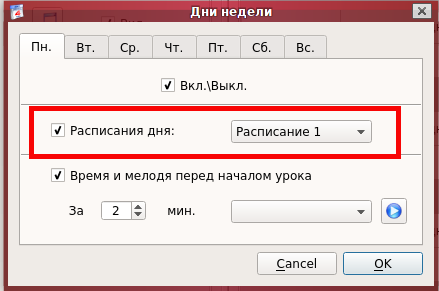 Дни недели
Пн. Вт. Ср. Чт. Пт. Сб. Вс.
Вкл.\Выкл.
Расписания дня: Расписание 1
Время и мелодя перед началом урока
За 2 мин.
Cancel OK